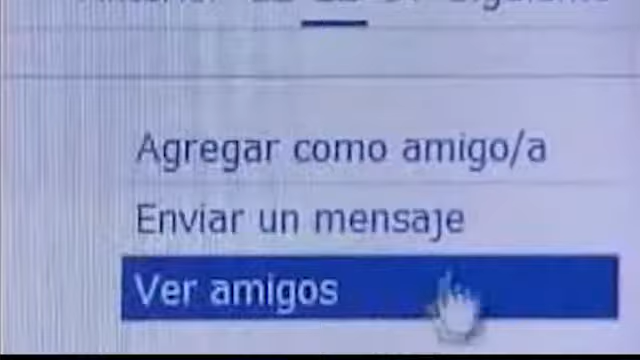 Agregar como amigo/a
Enviar un mensaje
Ver amigos